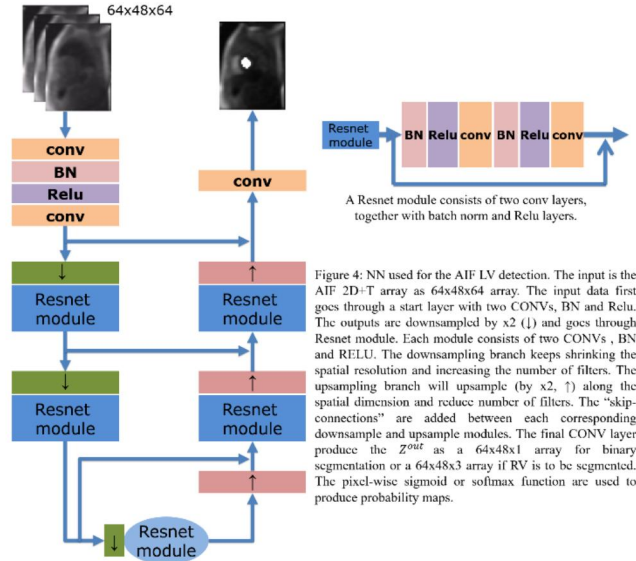 64x48x64
conv
BN
Relu
conv
↓
Resnet
module
↓
Resnet
module
↓
Resnet
module
↑
↑
Resnet
module
↑
Resnet
module
↑
conv
Resnet
module
BN Relu conv BN Relu conv
A Resnet module consists of two conv layers,
together with batch norm and Relu layers.
Figure 4: NN used for the AIF LV detection. The input is the
AIF 2D+T array as 64x48x64 array. The input data first
goes through a start layer with two CONVs, BN and Relu.
The outputs are downsampled by x2 (↓) and goes through
Resnet module. Each module consists of two CONVs , BN
and RELU. The downsampling branch keeps shrinking the
spatial resolution and increasing the number of filters. The
upsampling branch will upsample (by x2, ↑) along the
spatial dimension and reduce number of filters. The “skip-
connections” are added between each corresponding
downsample and upsample modules. The final CONV layer
produce the Z^out as a 64x48x1 array for binary
segmentation or a 64x48x3 array if RV is to be segmented.
The pixel-wise sigmoid or softmax function are used to
produce probability maps.